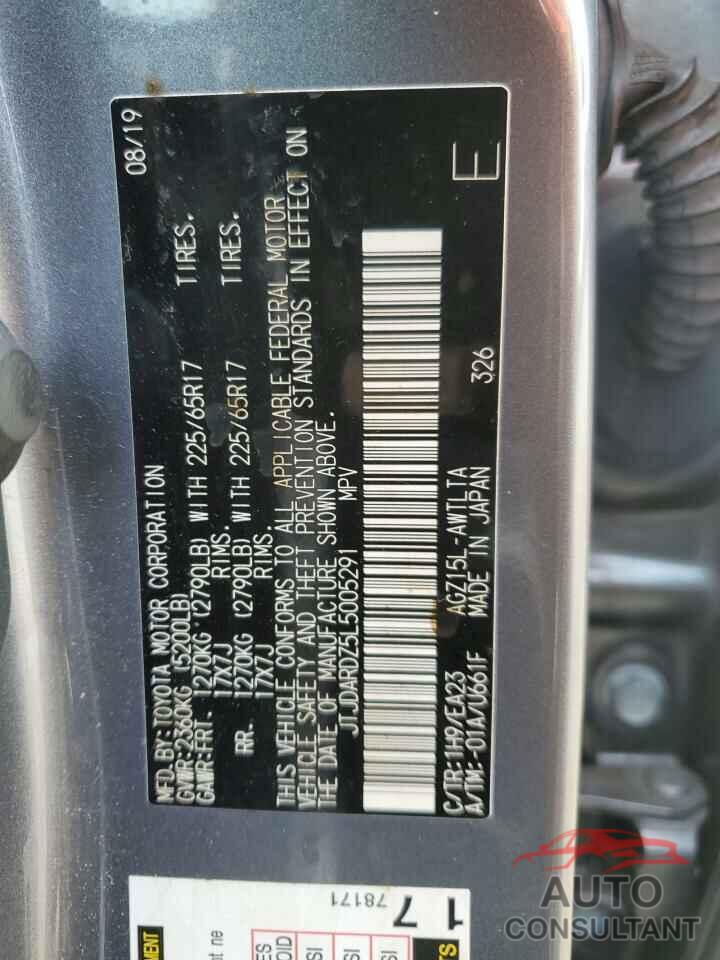 MFD. BY: TOYOTA MOTOR CORPORATION 08/19
GVWR: 2360KG (5200LB)
GAWR: FRT. 1270KG (2790LB) WITH 225/65R17 TIRES.
17X7J RIMS.
RR. 1270KG (2790LB) WITH 225/65R17 TIRES.
17X7J RIMS.
THIS VEHICLE CONFORMS TO ALL APPLICABLE FEDERAL MOTOR
VEHICLE SAFETY AND THEFT PREVENTION STANDARDS IN EFFECT ON
THE DATE OF MANUFACTURE SHOWN ABOVE.
JTJDARDZ5L5005291 MPV
C/TR: 1H9/EA23 AGZ15L-AWTLTA
A/TM: -01A/U661F MADE IN JAPAN 326
E
17
78171
AUTO
CONSULTANT